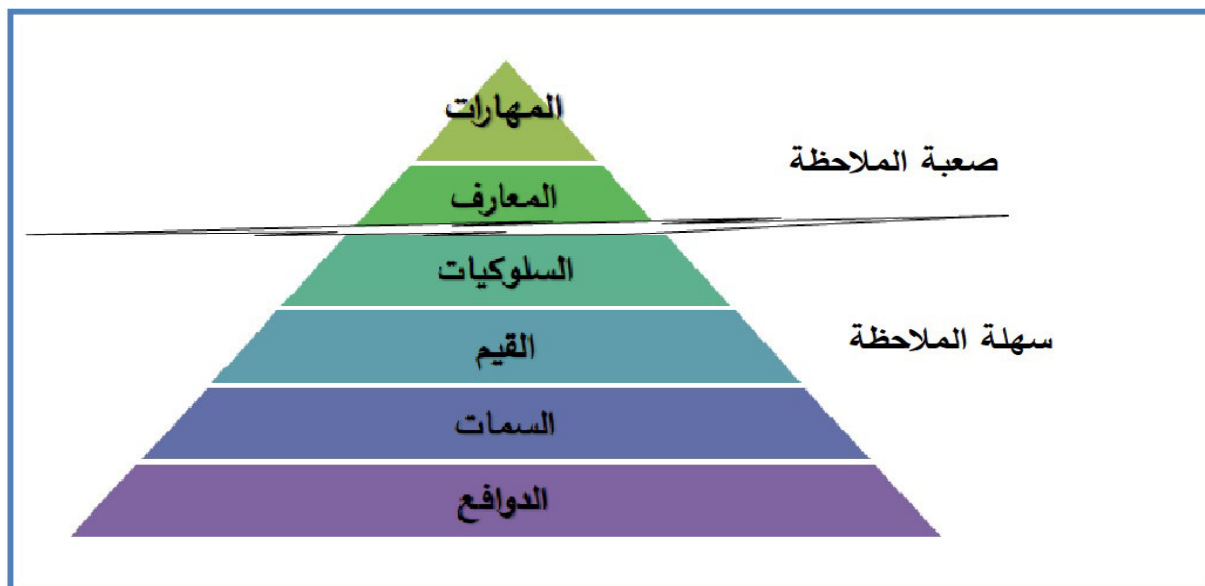 المهارات
صعبة الملاحظة
المعارف
السلوكيات
سهلة الملاحظة
القيم
السمات
الدوافع